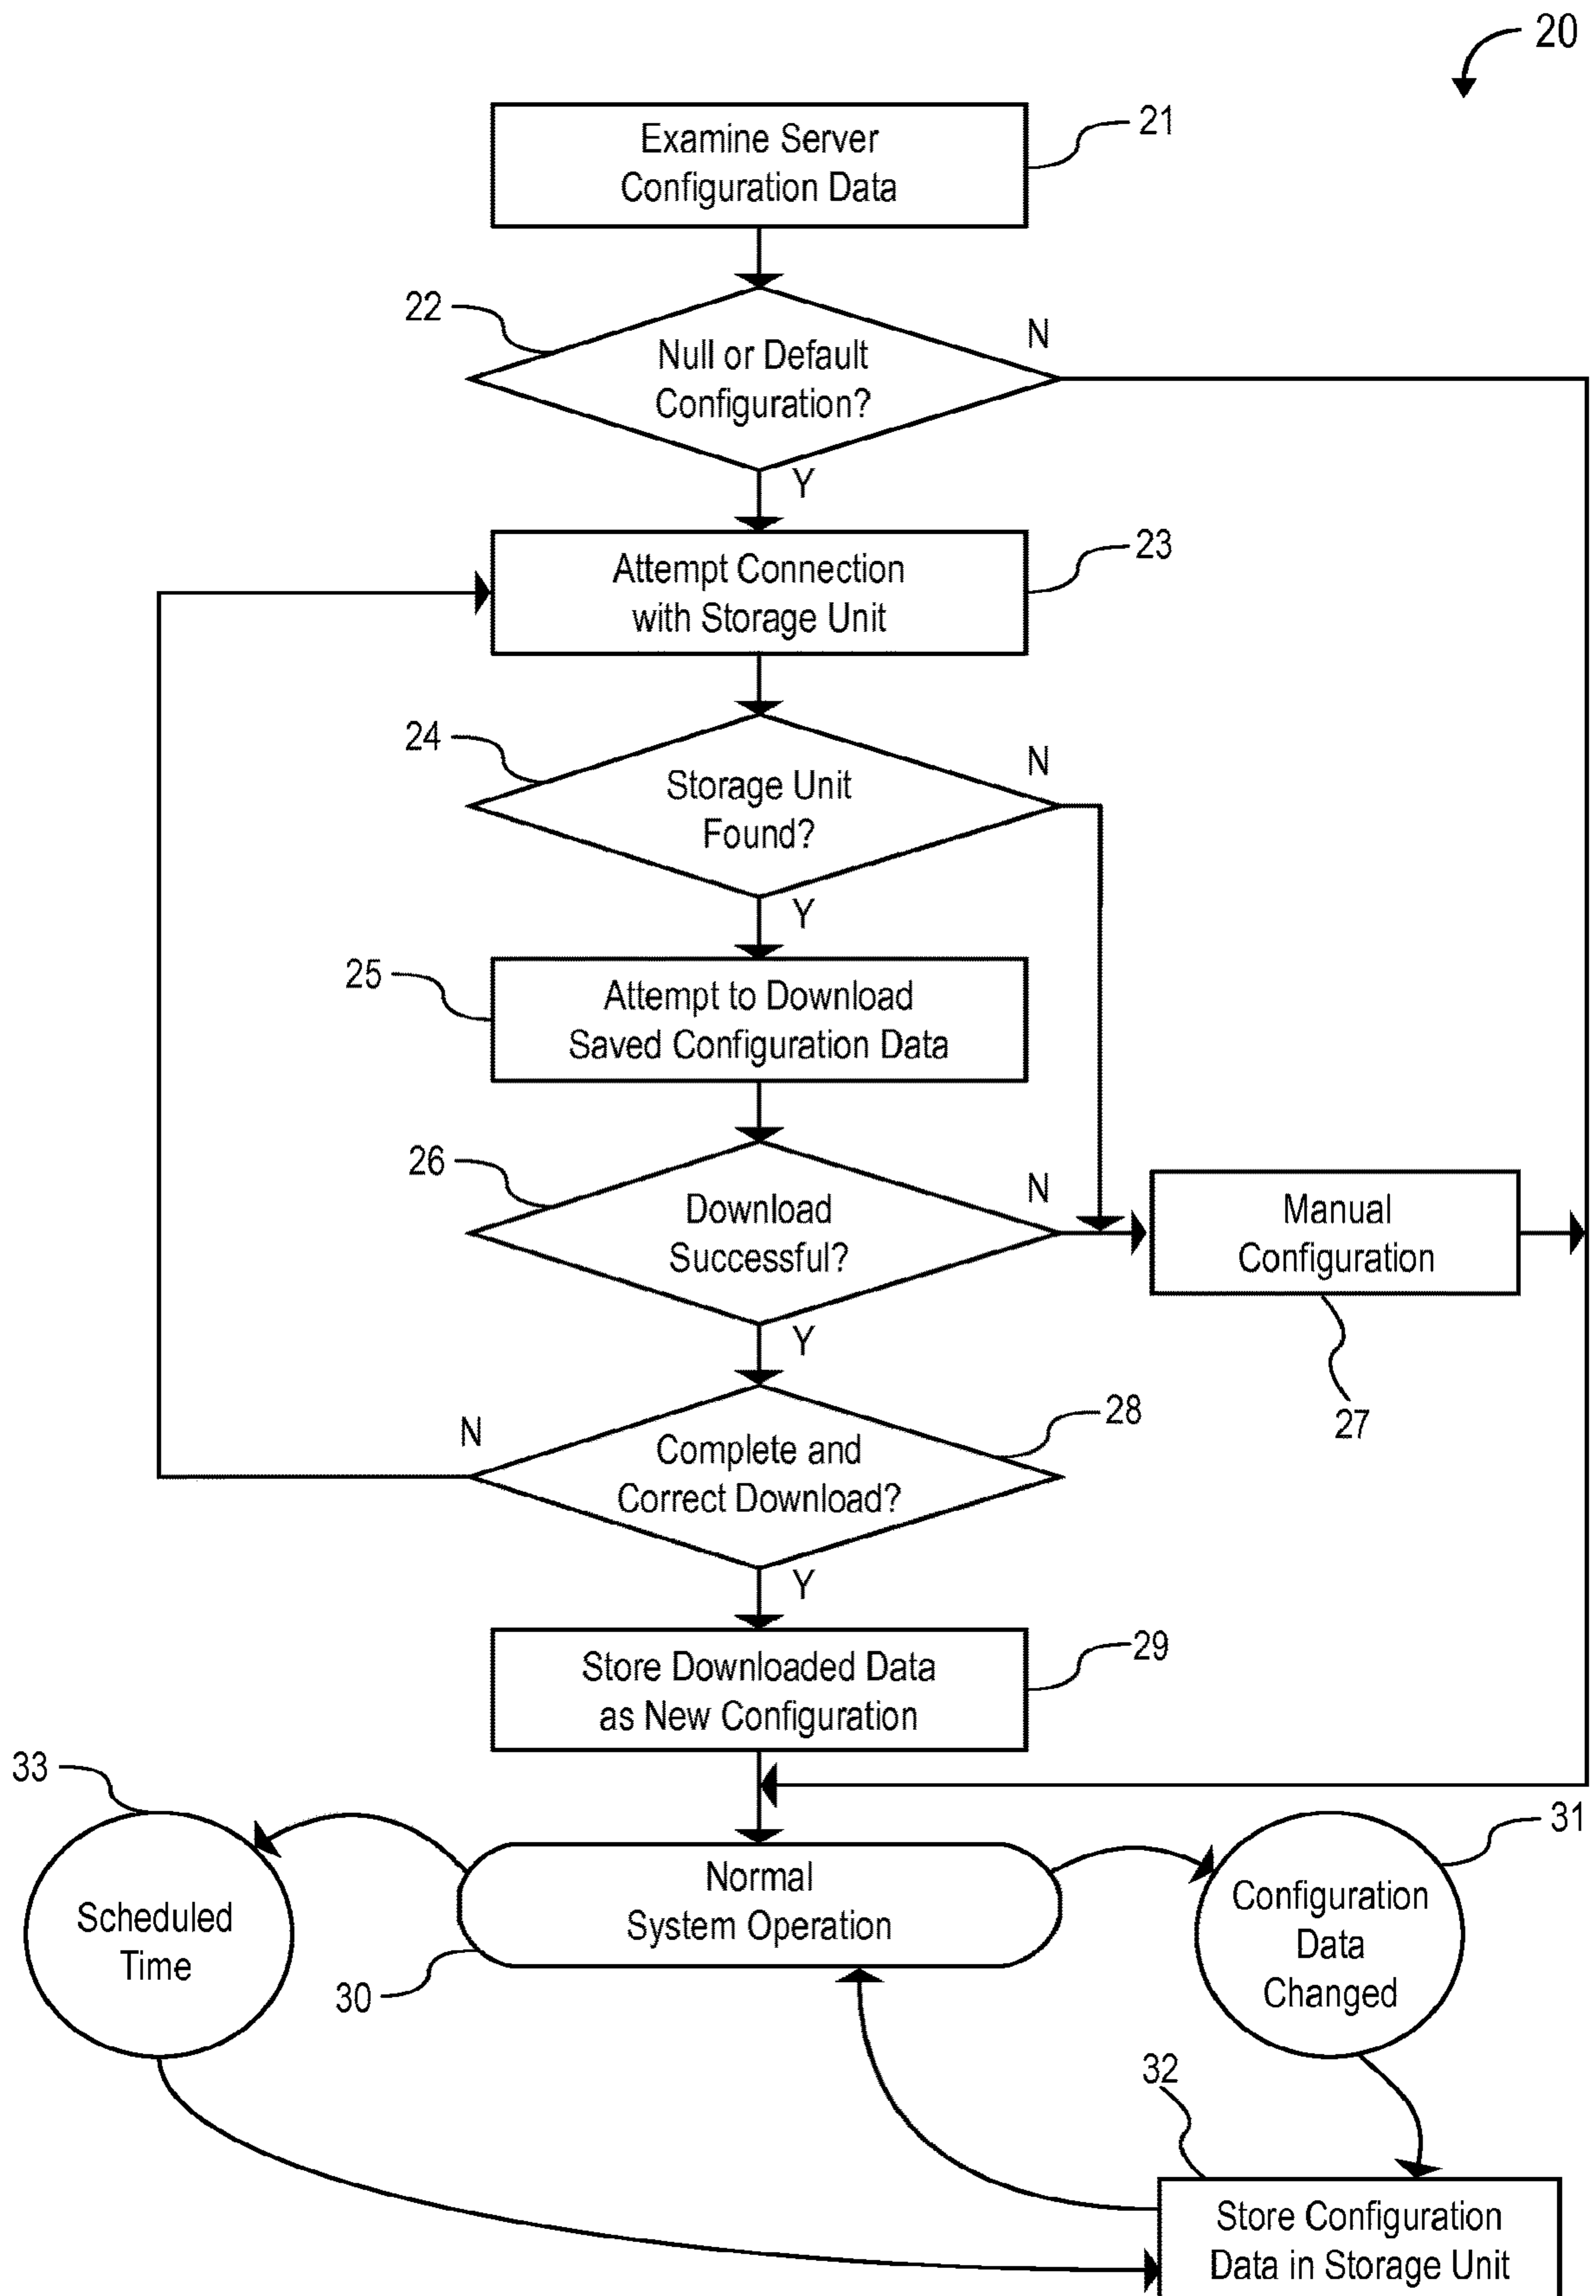 20
Examine Server
Configuration Data
21
22
Null or Default
Configuration?
N
Y
Attempt Connection
with Storage Unit
23
24
Storage Unit
Found?
N
Y
25
Attempt to Download
Saved Configuration Data
26
Download
Successful?
N
Manual
Configuration
27
Y
Complete and
Correct Download?
28
N
Y
Store Downloaded Data
as New Configuration
29
33
Scheduled
Time
Normal
System Operation
30
31
Configuration
Data
Changed
32
Store Configuration
Data in Storage Unit